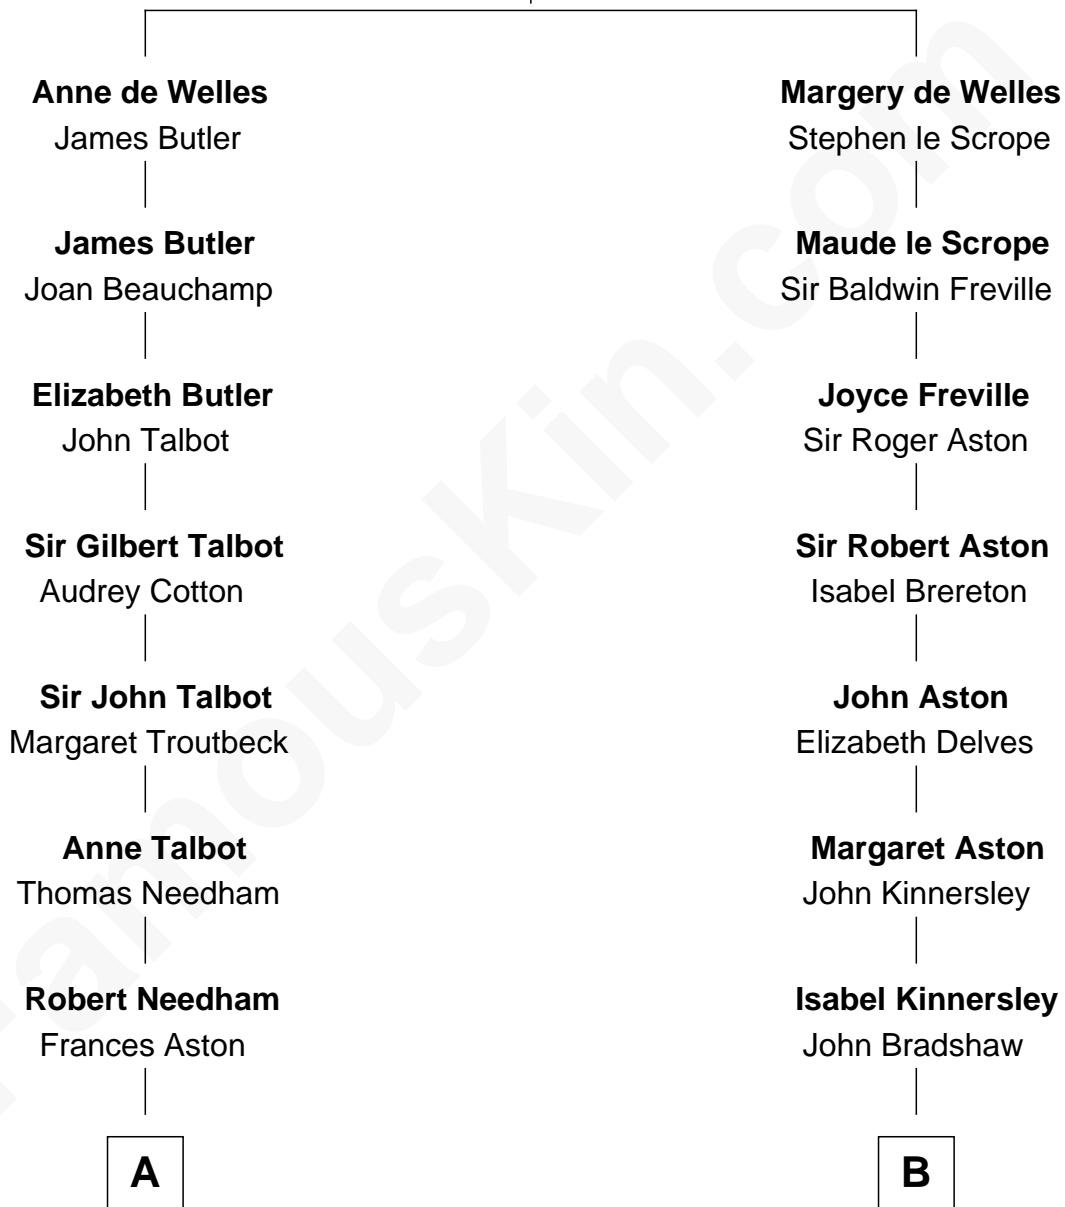 Anne de Welles
James Butler
James Butler
Joan Beauchamp
Elizabeth Butler
John Talbot
Sir Gilbert Talbot
Audrey Cotton
Sir John Talbot
Margaret Troutbeck
Anne Talbot
Thomas Needham
Robert Needham
Frances Aston
A
Margery de Welles
Stephen le Scrope
Maude le Scrope
Sir Baldwin Freville
Joyce Freville
Sir Roger Aston
Sir Robert Aston
Isabel Brereton
John Aston
Elizabeth Delves
Margaret Aston
John Kinnersley
Isabel Kinnersley
John Bradshaw
B
FamousKin.com